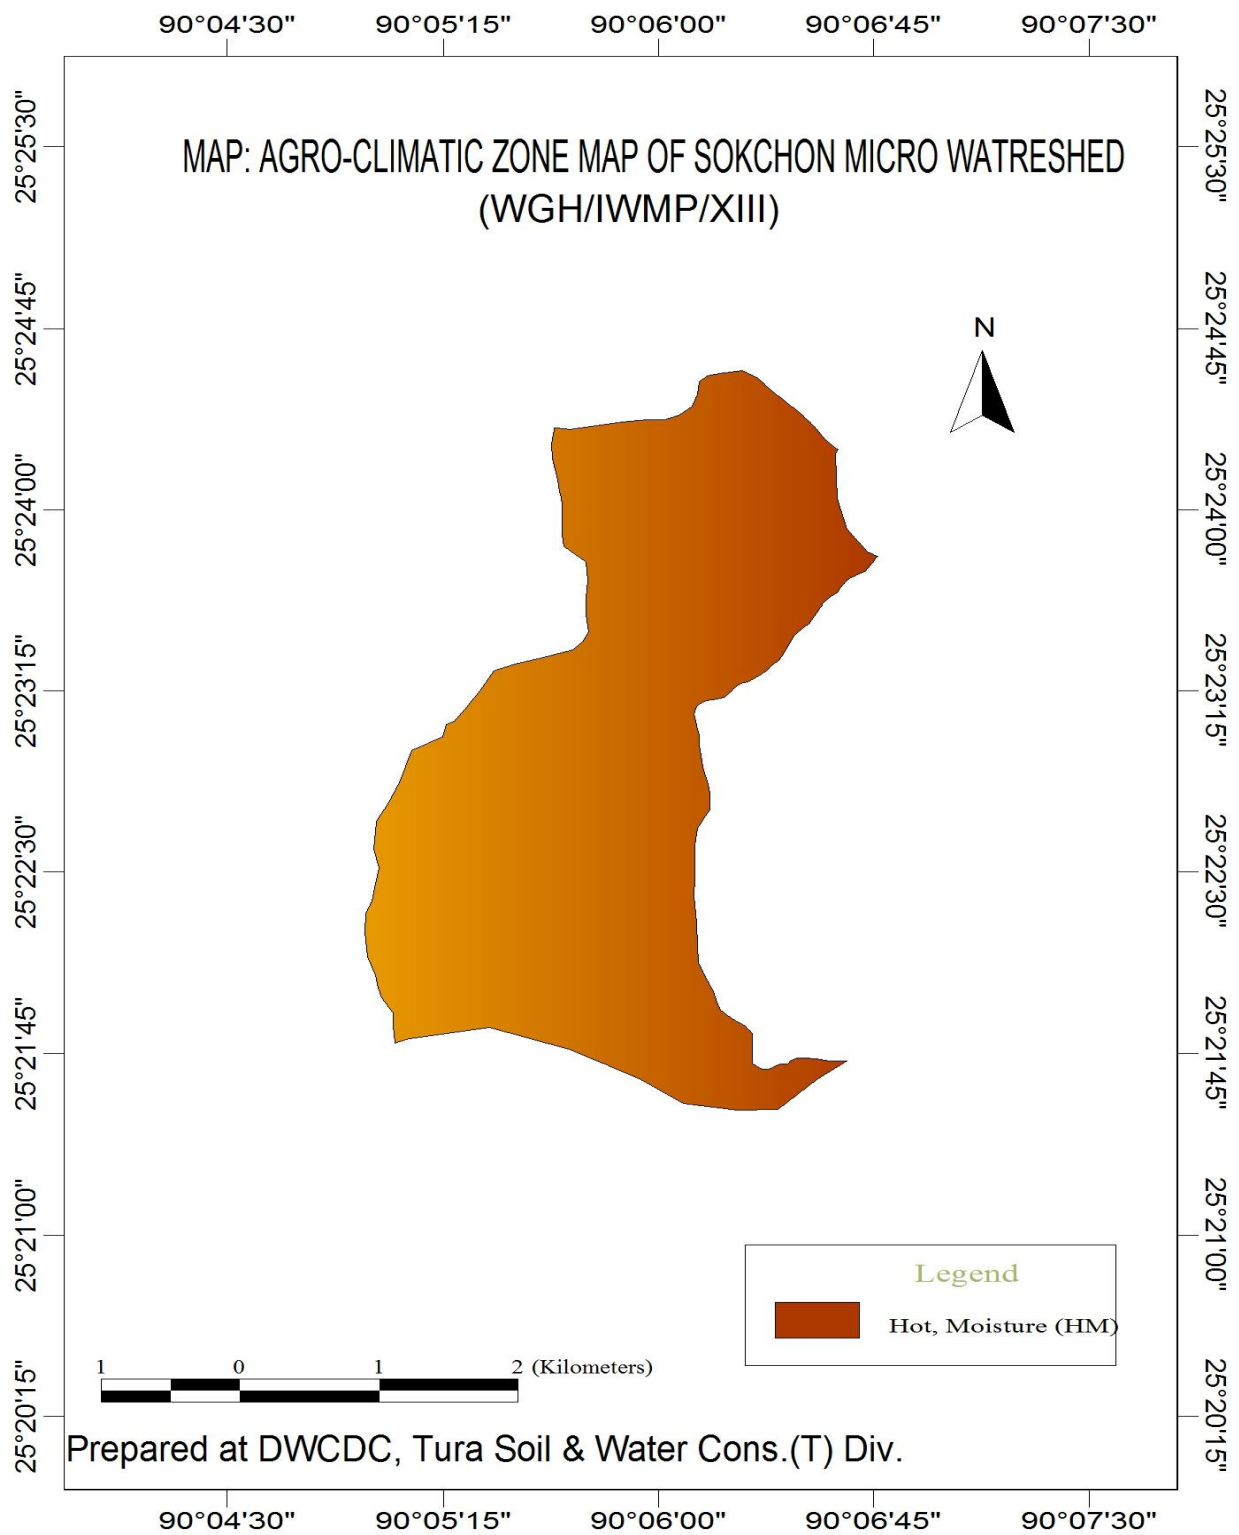 90°04'30" 90°05'15" 90°06'00" 90°06'45" 90°07'30"
25°25'30" 25°25'30"
MAP: AGRO-CLIMATIC ZONE MAP OF SOKCHON MICRO WATRESHED
(WGH/IWMP/XIII)
25°24'45" 25°24'45"
N
25°24'00" 25°24'00"
25°23'15" 25°23'15"
25°22'30" 25°22'30"
25°21'45" 25°21'45"
25°21'00" 25°21'00"
Legend
Hot, Moisture (HM)
1 0 1 2 (Kilometers)
25°20'15" 25°20'15"
Prepared at DWCDC, Tura Soil & Water Cons.(T) Div.
90°04'30" 90°05'15" 90°06'00" 90°06'45" 90°07'30"